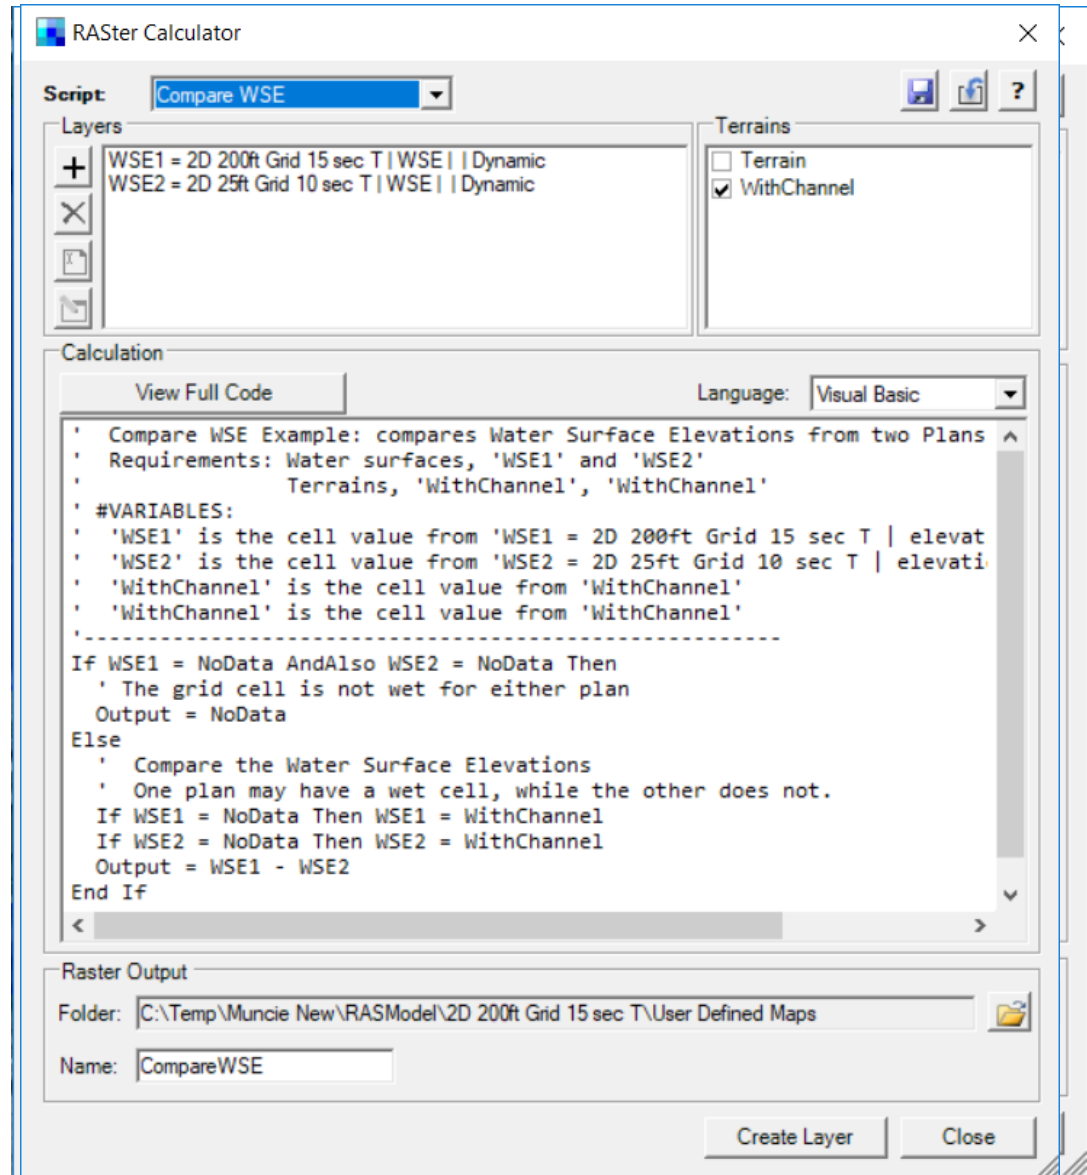 RASter Calculator
Script: Compare WSE
?
Layers
WSE1 = 2D 200ft Grid 15 sec T | WSE | | Dynamic
WSE2 = 2D 25ft Grid 10 sec T | WSE | | Dynamic
Terrains
Terrain
WithChannel
Calculation
View Full Code
Language: Visual Basic
'  Compare WSE Example: compares Water Surface Elevations from two Plans
'  Requirements: Water surfaces, 'WSE1' and 'WSE2'
'                Terrains, 'WithChannel', 'WithChannel'
' #VARIABLES:
'  'WSE1' is the cell value from 'WSE1 = 2D 200ft Grid 15 sec T | elevat
'  'WSE2' is the cell value from 'WSE2 = 2D 25ft Grid 10 sec T | elevati
'  'WithChannel' is the cell value from 'WithChannel'
'  'WithChannel' is the cell value from 'WithChannel'
'-------------------------------------------------------
If WSE1 = NoData AndAlso WSE2 = NoData Then
  ' The grid cell is not wet for either plan
  Output = NoData
Else
  '  Compare the Water Surface Elevations
  '  One plan may have a wet cell, while the other does not.
  If WSE1 = NoData Then WSE1 = WithChannel
  If WSE2 = NoData Then WSE2 = WithChannel
  Output = WSE1 - WSE2
End If
Raster Output
Folder: C:\Temp\Muncie New\RASModel\2D 200ft Grid 15 sec T\User Defined Maps
Name: CompareWSE
Create Layer
Close